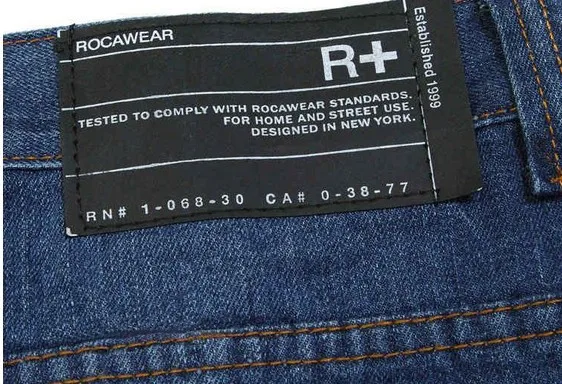 ROCAWEAR
R+
TESTED TO COMPLY WITH ROCAWEAR STANDARDS.
FOR HOME AND STREET USE.
DESIGNED IN NEW YORK.
RN# 1-068-30 CA# 0-38-77
Established 1999